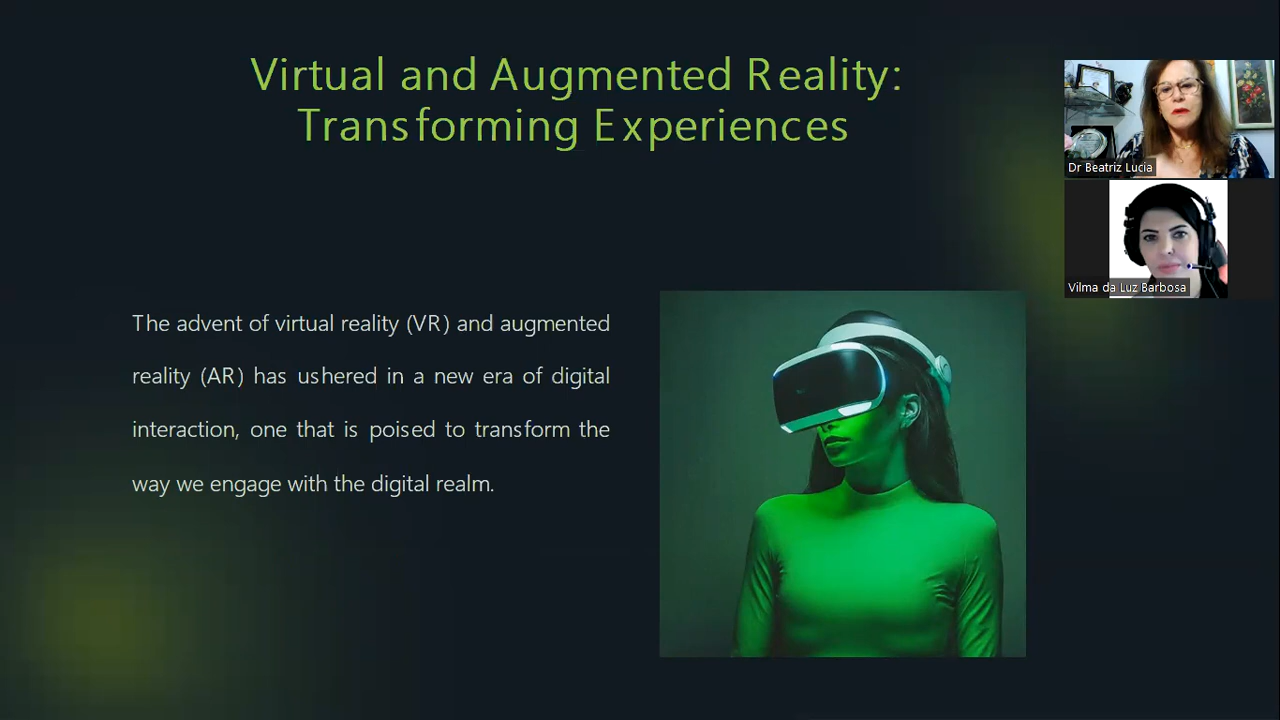 Virtual and Augmented Reality:
Transforming Experiences
Dr Beatriz Lucia
Vilma da Luz Barbosa
The advent of virtual reality (VR) and augmented
reality (AR) has ushered in a new era of digital
interaction, one that is poised to transform the
way we engage with the digital realm.